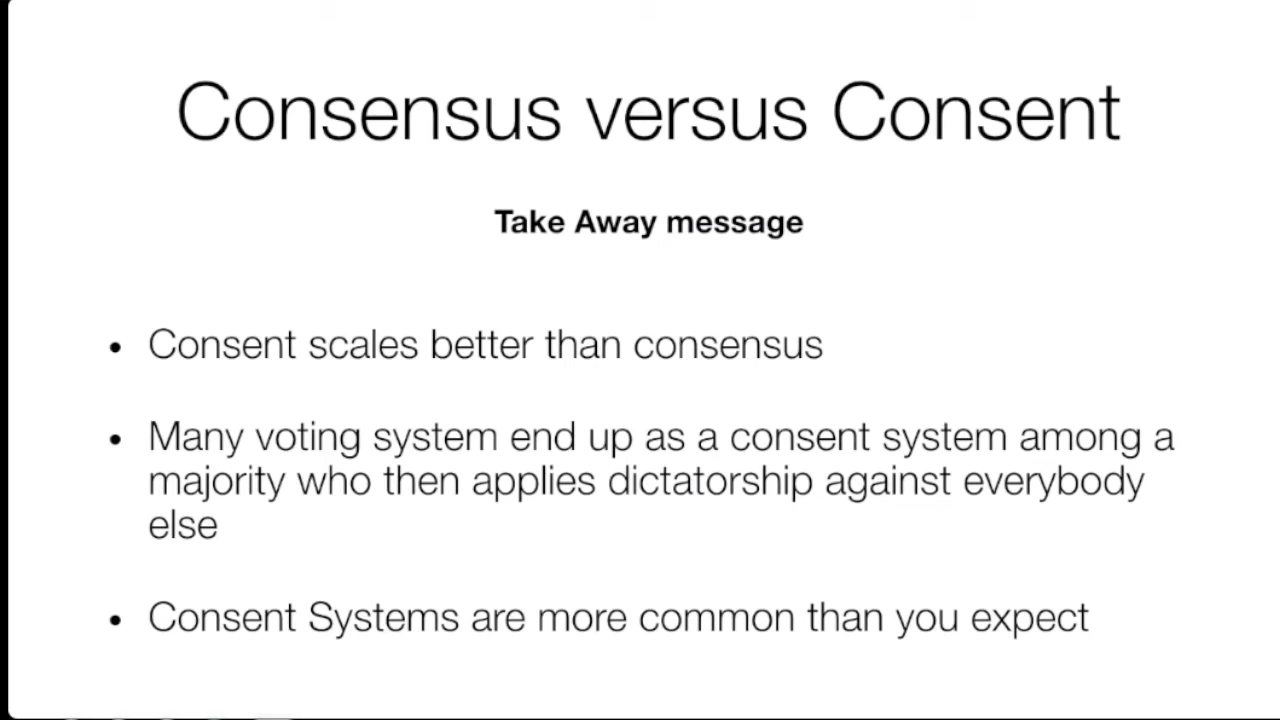 Consensus versus Consent
Take Away message
• Consent scales better than consensus
• Many voting system end up as a consent system among a
majority who then applies dictatorship against everybody
else
• Consent Systems are more common than you expect